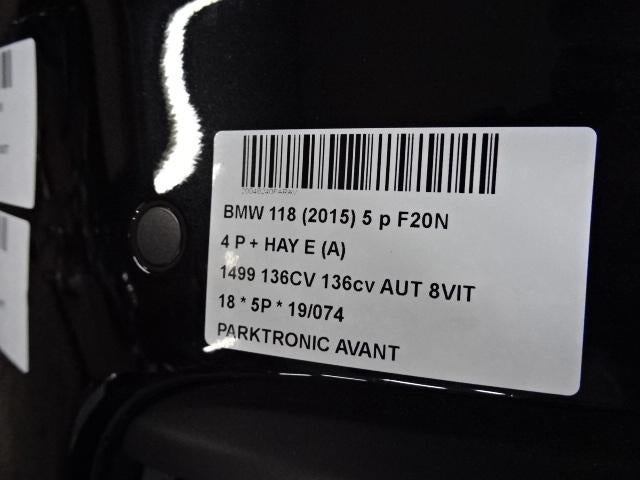 BMW 118 (2015) 5 p F20N
4 P + HAY E (A)
1499 136CV 136cv AUT 8VIT
18 * 5P * 19/074
PARKTRONIC AVANT